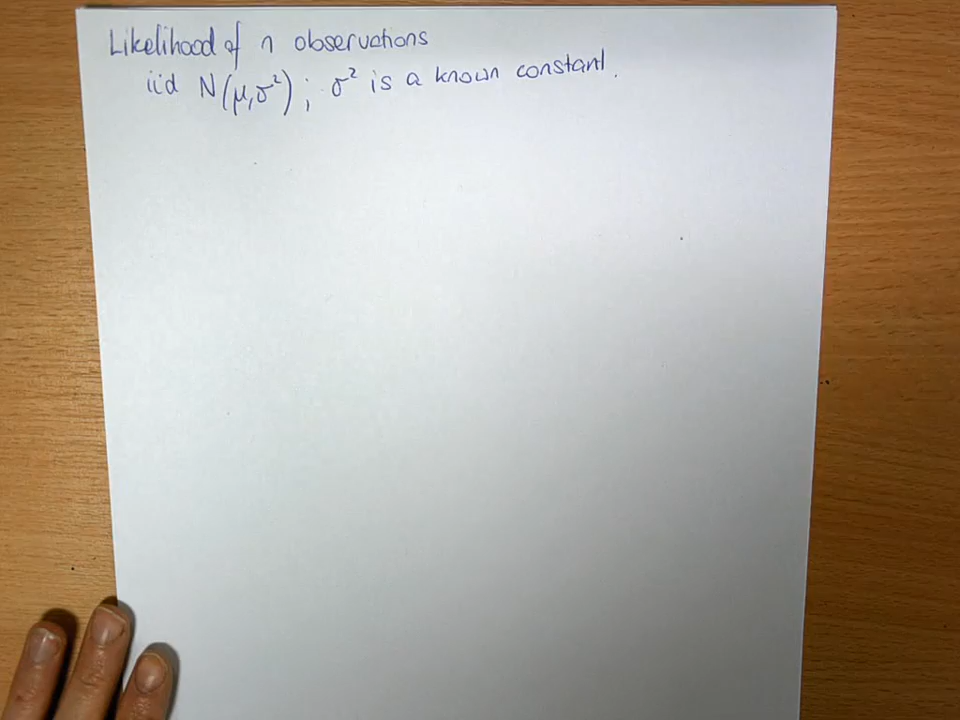 Likelihood of n observations
iid N(μ,σ²) ; σ² is a known constant.